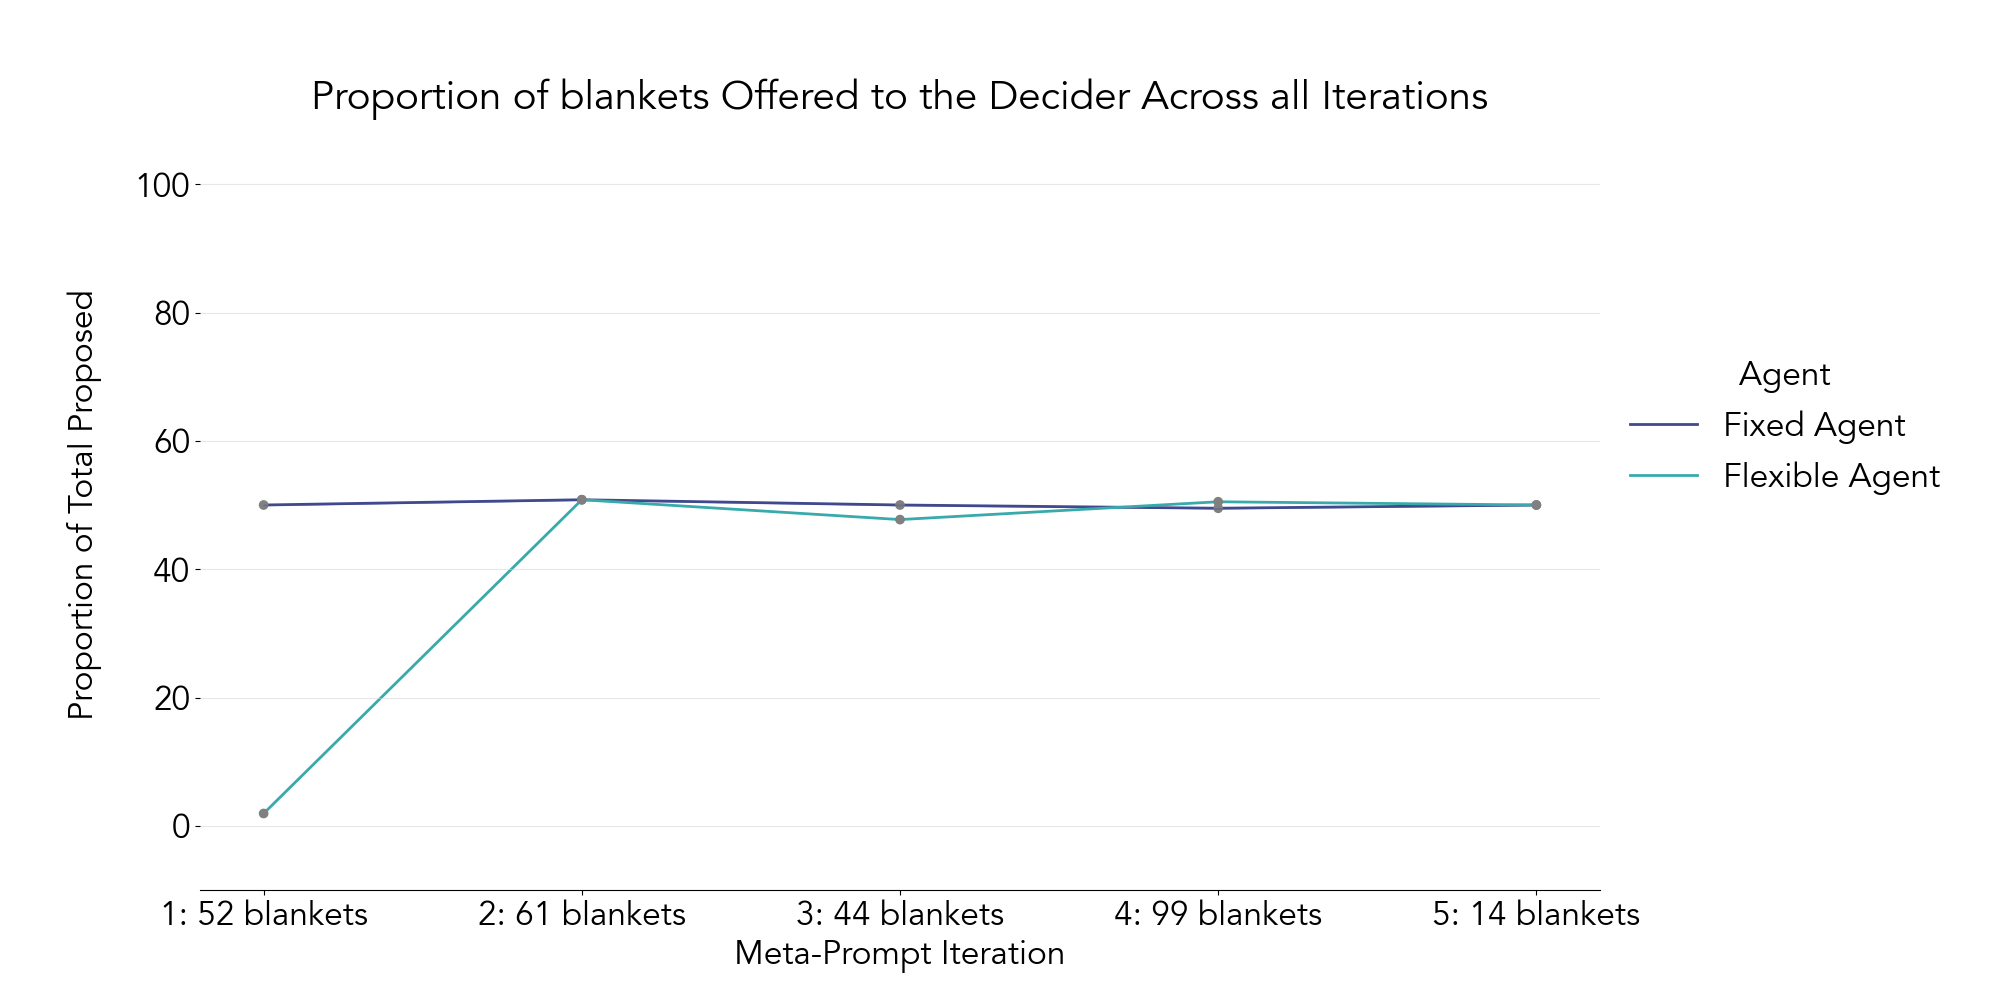 Proportion of blankets Offered to the Decider Across all Iterations
Proportion of Total Proposed
100
80
60
40
20
0
1: 52 blankets
2: 61 blankets
3: 44 blankets
4: 99 blankets
5: 14 blankets
Meta-Prompt Iteration
Agent
Fixed Agent
Flexible Agent